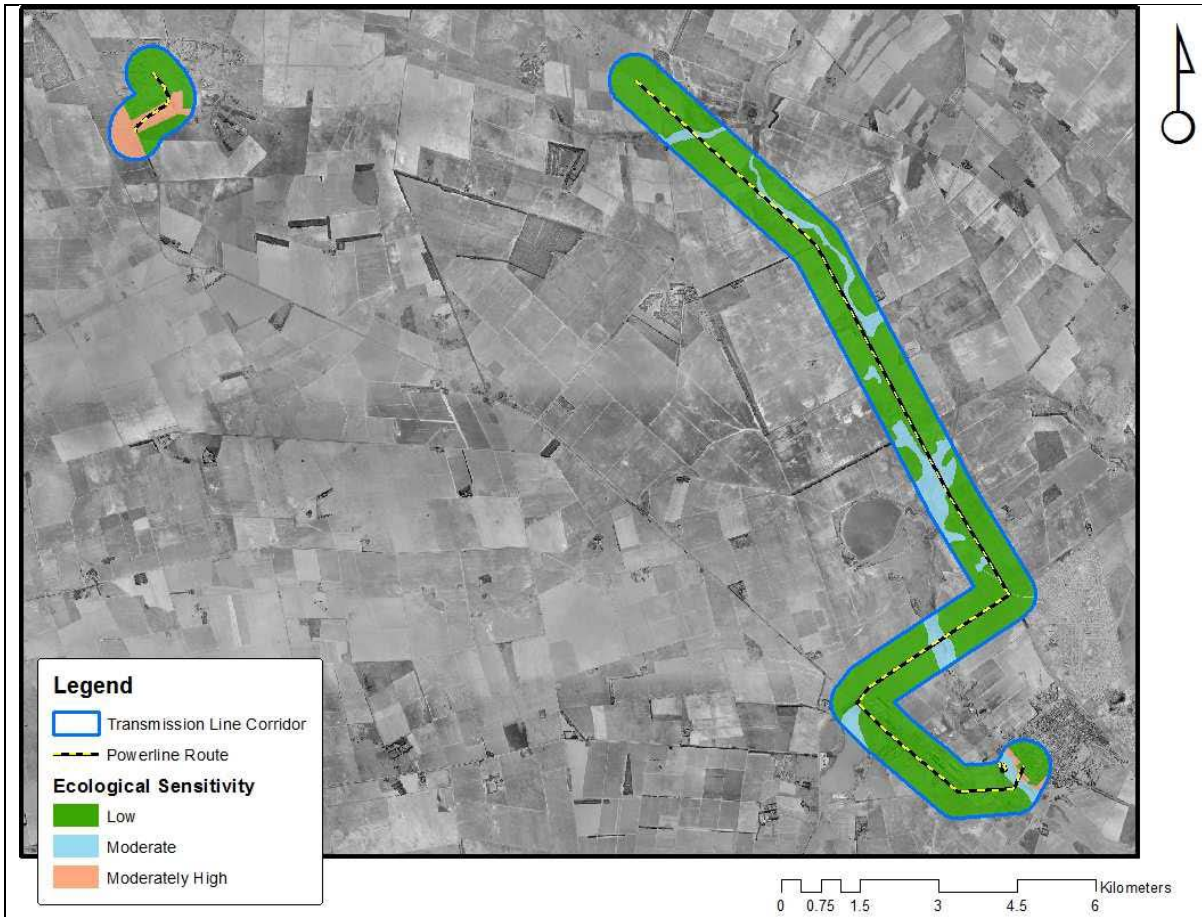 Legend
Transmission Line Corridor
Powerline Route
Ecological Sensitivity
Low
Moderate
Moderately High
Kilometers
0 0.75 1.5 3 4.5 6